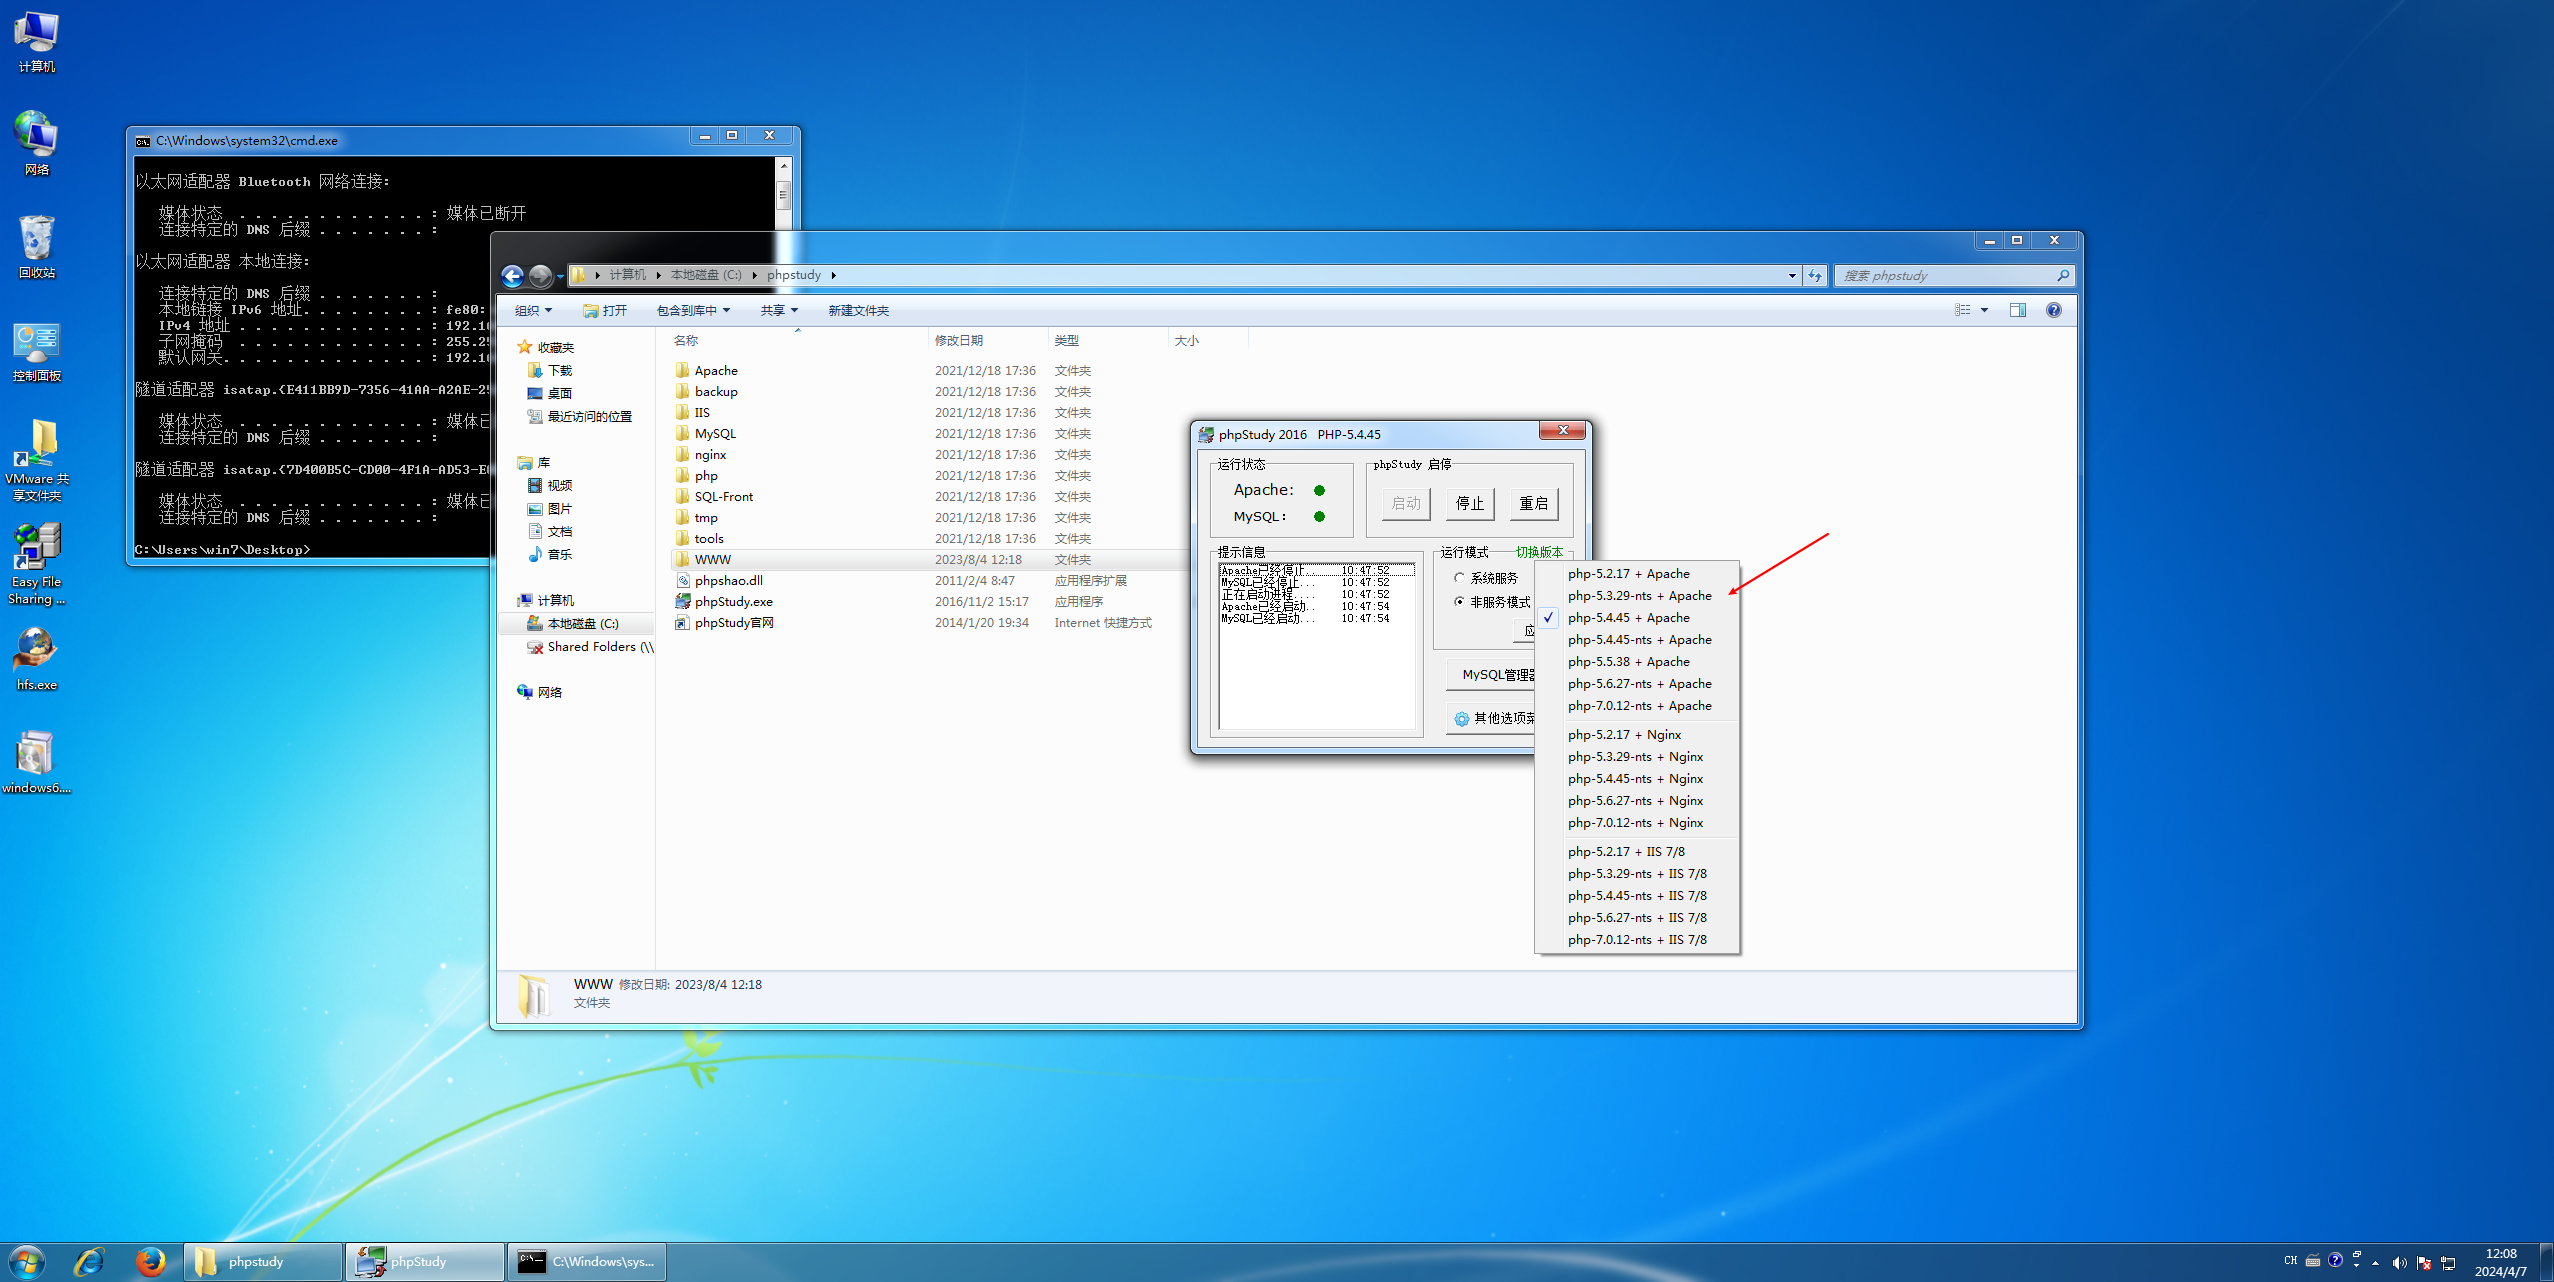 计算机
网络
回收站
控制面板
VMware 共
享文件夹
Easy File
Sharing ...
hfs.exe
windows6....
C:\Windows\system32\cmd.exe
以太网适配器 Bluetooth 网络连接:
媒体状态 . . . . . . . . . . . . : 媒体已断开
连接特定的 DNS 后缀 . . . . . . . :
以太网适配器 本地连接:
连接特定的 DNS 后缀 . . . . . . . :
本地链接 IPv6 地址. . . . . . . . : fe80:
IPv4 地址 . . . . . . . . . . . . : 192.16
子网掩码 . . . . . . . . . . . . : 255.25
默认网关. . . . . . . . . . . . . : 192.16
隧道适配器 isatap.{E411BB9D-7356-41AA-A2AE-25
媒体状态 . . . . . . . . . . . . : 媒体已
连接特定的 DNS 后缀 . . . . . . . :
隧道适配器 isatap.{7D400B5C-CD00-4F1A-AD53-E
媒体状态 . . . . . . . . . . . . : 媒体已
连接特定的 DNS 后缀 . . . . . . . :
C:\Users\win7\Desktop>
计算机 本地磁盘 (C:) phpstudy
搜索 phpstudy
组织 打开 包含到库中 共享 新建文件夹
收藏夹
下载
桌面
最近访问的位置
库
视频
图片
文档
音乐
计算机
本地磁盘 (C:)
Shared Folders (\\
网络
名称 修改日期 类型 大小
Apache 2021/12/18 17:36 文件夹
backup 2021/12/18 17:36 文件夹
IIS 2021/12/18 17:36 文件夹
MySQL 2021/12/18 17:36 文件夹
nginx 2021/12/18 17:36 文件夹
php 2021/12/18 17:36 文件夹
SQL-Front 2021/12/18 17:36 文件夹
tmp 2021/12/18 17:36 文件夹
tools 2021/12/18 17:36 文件夹
WWW 2023/8/4 12:18 文件夹
phpshao.dll 2011/2/4 8:47 应用程序扩展
phpStudy.exe 2016/11/2 15:17 应用程序
phpStudy官网 2014/1/20 19:34 Internet 快捷方式
WWW 修改日期: 2023/8/4 12:18
文件夹
phpStudy 2016 PHP-5.4.45
运行状态
Apache:
MySQL:
phpStudy 启停
启动 停止 重启
提示信息
Apache已经停止... 10:47:52
MySQL已经停止... 10:47:52
正在启动进程... 10:47:52
Apache已经启动... 10:47:54
MySQL已经启动... 10:47:54
运行模式 切换版本
系统服务
非服务模式
MySQL管理器
其他选项菜
php-5.2.17 + Apache
php-5.3.29-nts + Apache
php-5.4.45 + Apache
php-5.4.45-nts + Apache
php-5.5.38 + Apache
php-5.6.27-nts + Apache
php-7.0.12-nts + Apache
php-5.2.17 + Nginx
php-5.3.29-nts + Nginx
php-5.4.45-nts + Nginx
php-5.6.27-nts + Nginx
php-7.0.12-nts + Nginx
php-5.2.17 + IIS 7/8
php-5.3.29-nts + IIS 7/8
php-5.4.45-nts + IIS 7/8
php-5.6.27-nts + IIS 7/8
php-7.0.12-nts + IIS 7/8
phpstudy
phpStudy
C:\Windows\sys...
CH
12:08
2024/4/7